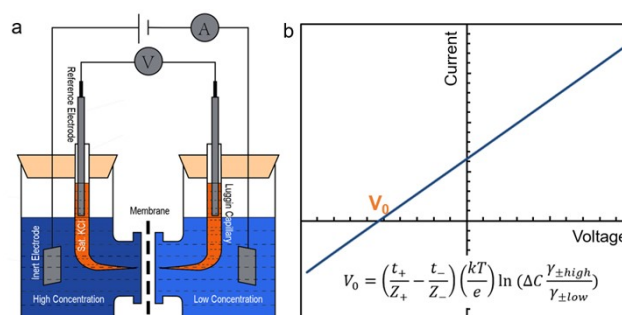 a
A
V
Reference Electrode
Sat. KCl
Luggin Capillary
Membrane
Inert Electrode
High Concentration
Low Concentration
b
Current
V₀
Voltage
V₀ = (t₊/Z₊ − t₋/Z₋)(kT/e) ln (ΔC γ±high/γ±low)